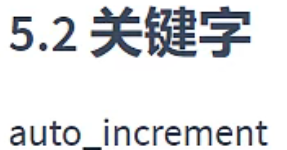 5.2 关键字
auto_increment